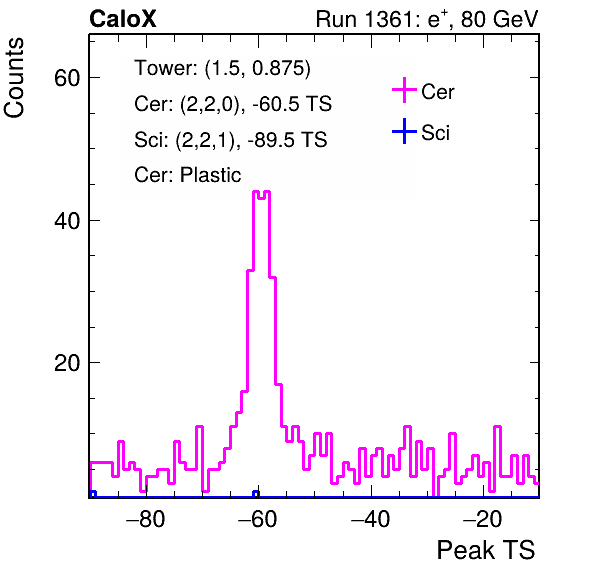 CaloX Run 1361: e⁺, 80 GeV
Counts
Tower: (1.5, 0.875)
Cer: (2,2,0), -60.5 TS
Sci: (2,2,1), -89.5 TS
Cer: Plastic
Cer
Sci
60
40
20
−80 −60 −40 −20
Peak TS